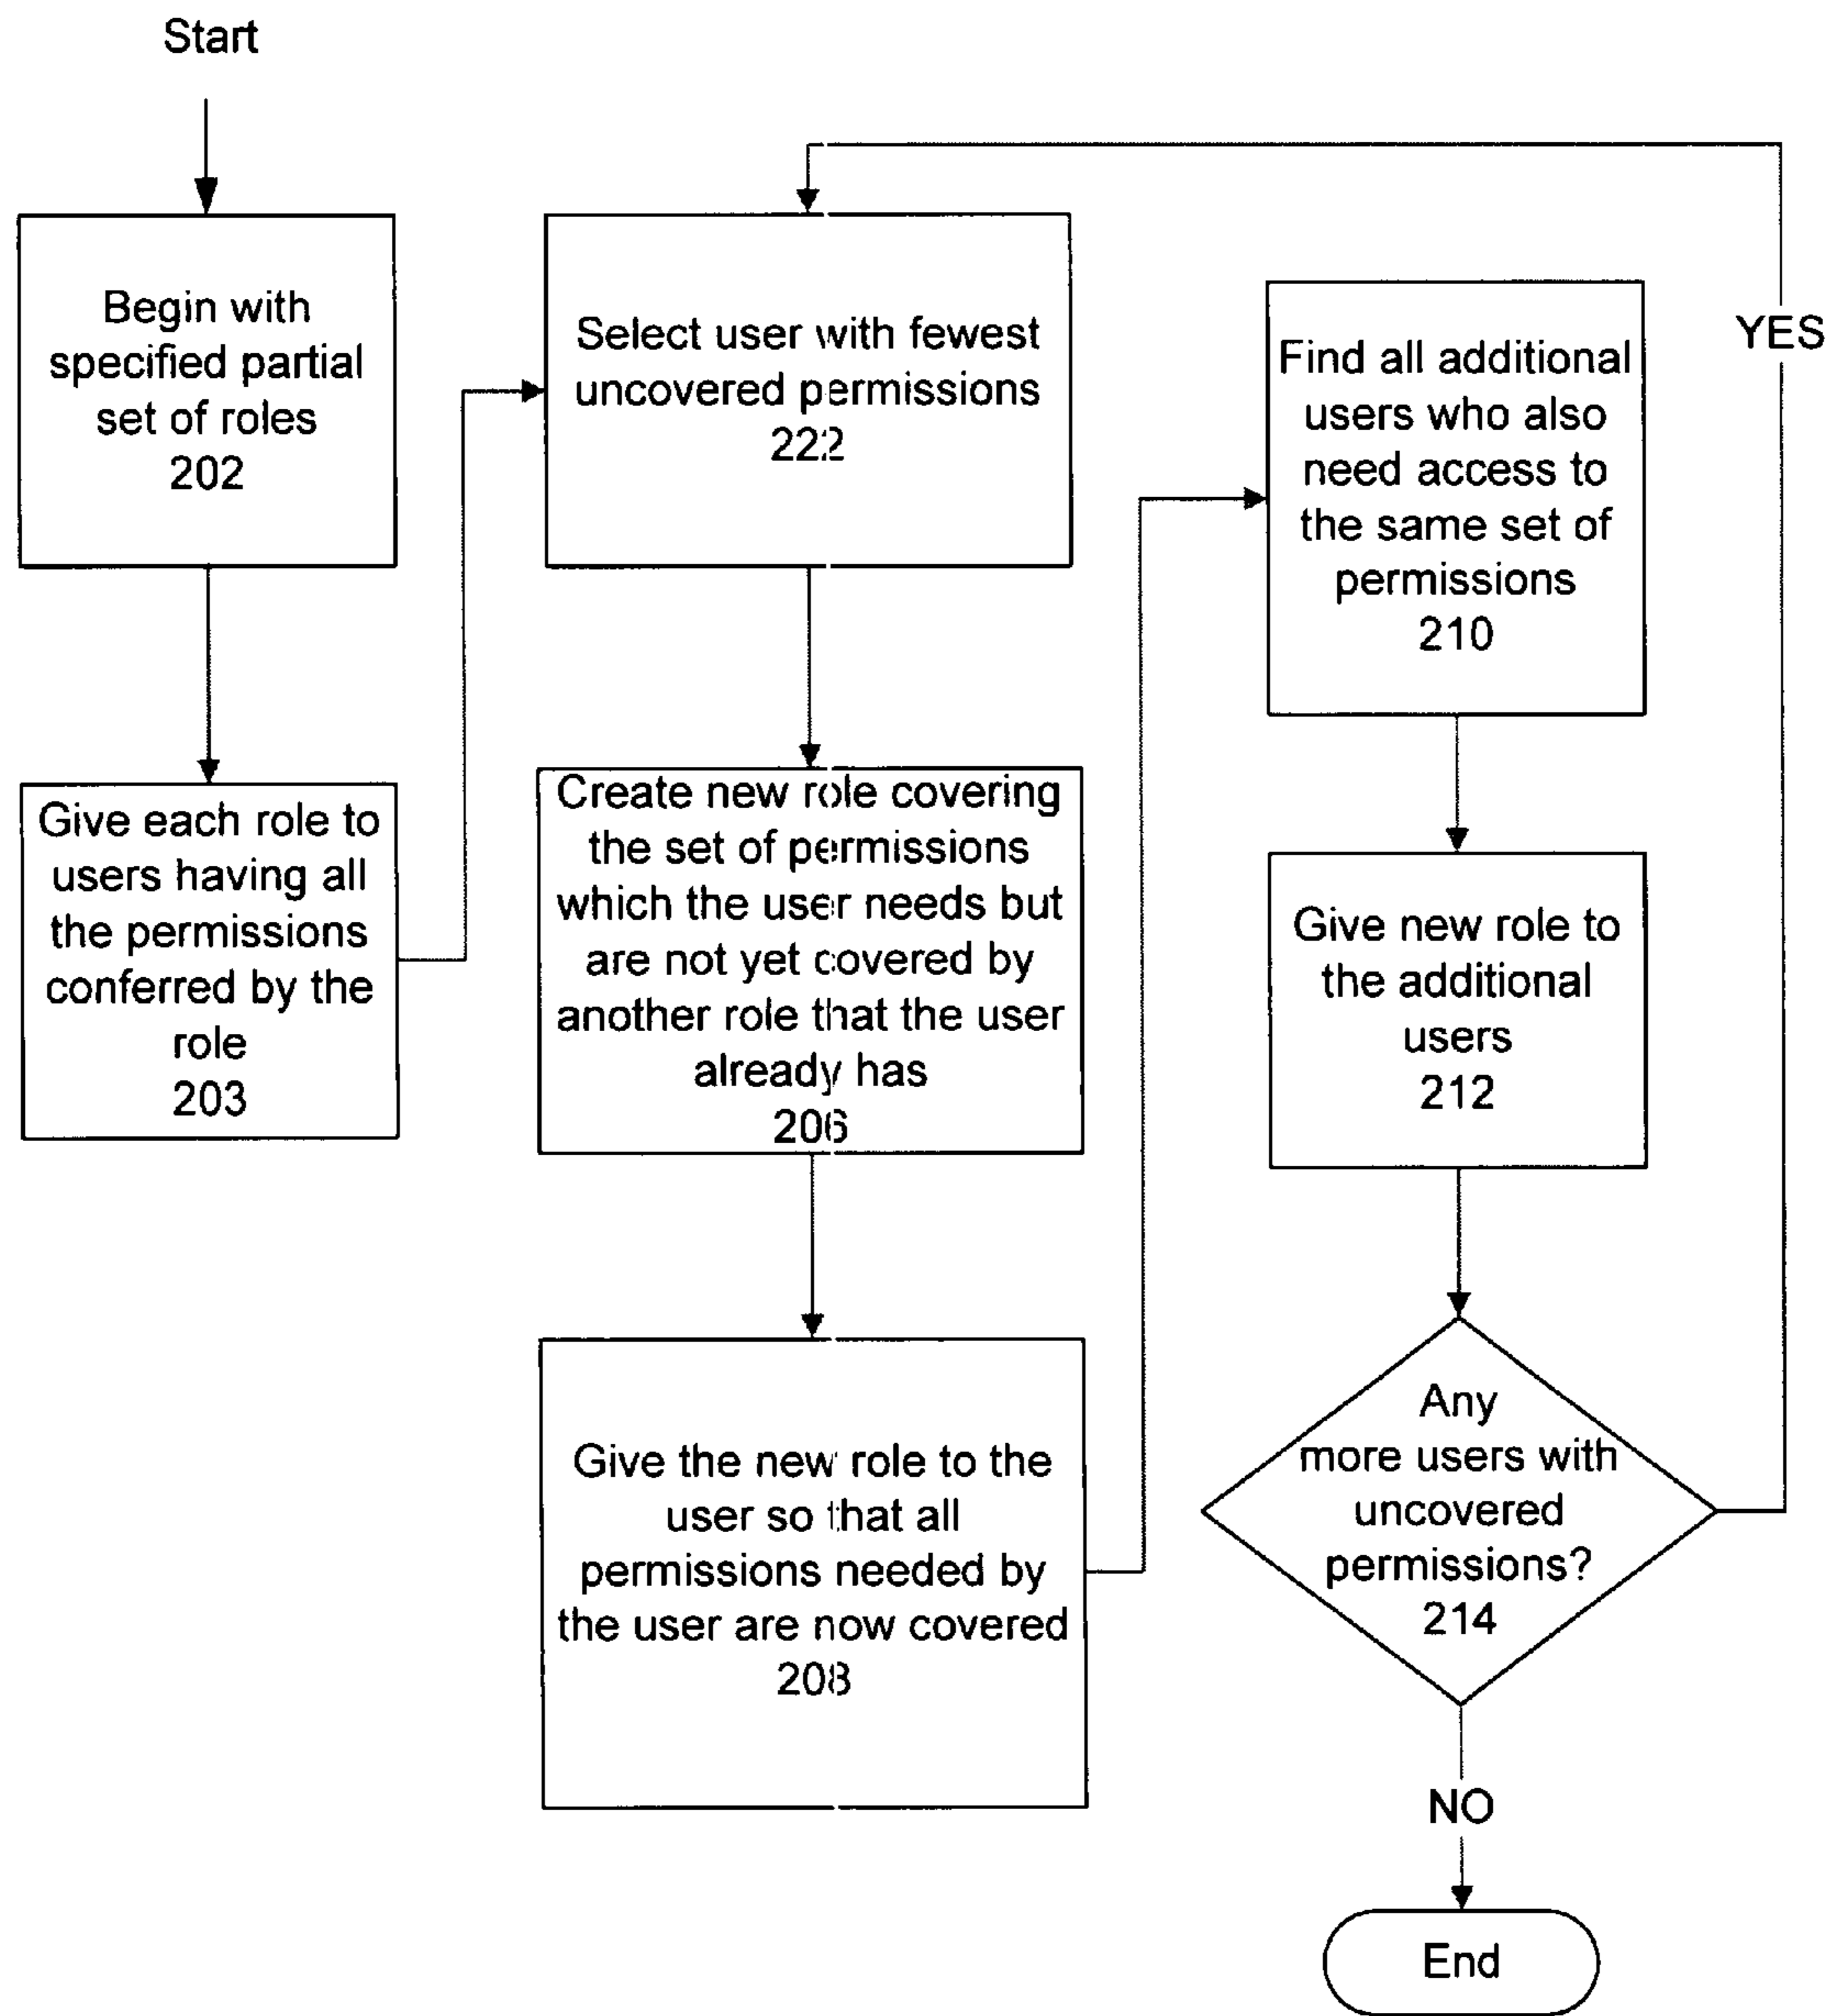 Start
Begin with
specified partial
set of roles
202
Give each role to
users having all
the permissions
conferred by the
role
203
Select user with fewest
uncovered permissions
222
Create new role covering
the set of permissions
which the user needs but
are not yet covered by
another role that the user
already has
206
Give the new role to the
user so that all
permissions needed by
the user are now covered
208
Find all additional
users who also
need access to
the same set of
permissions
210
Give new role to
the additional
users
212
Any
more users with
uncovered
permissions?
214
YES
NO
End